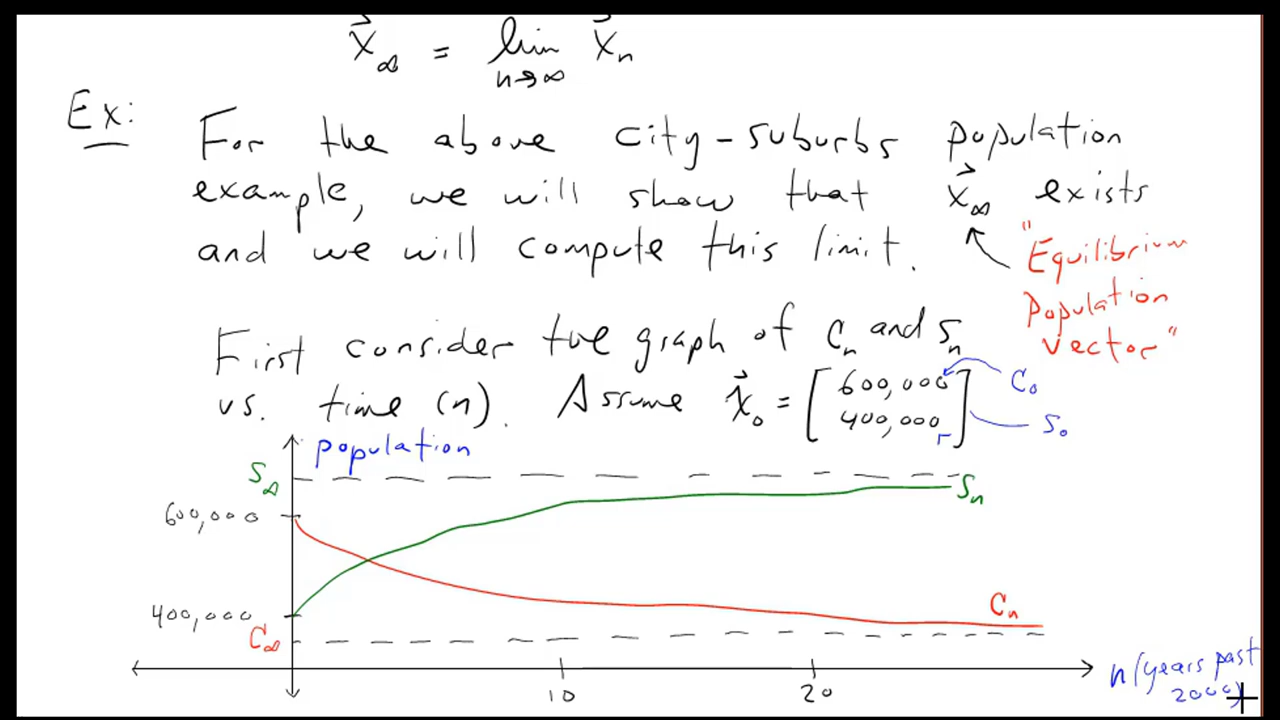 x⃗∞ = lim n→∞ x⃗n
Ex: For the above city-suburbs population
example, we will show that x⃗∞ exists
and we will compute this limit.
"Equilibrium
Population
Vector"
First consider the graph of Cn and Sn
vs. time (n). Assume x⃗0 = [600,000
400,000]
C0
S0
population
S∞
600,000
400,000
C∞
Sn
Cn
10 20
n (years past
2000)